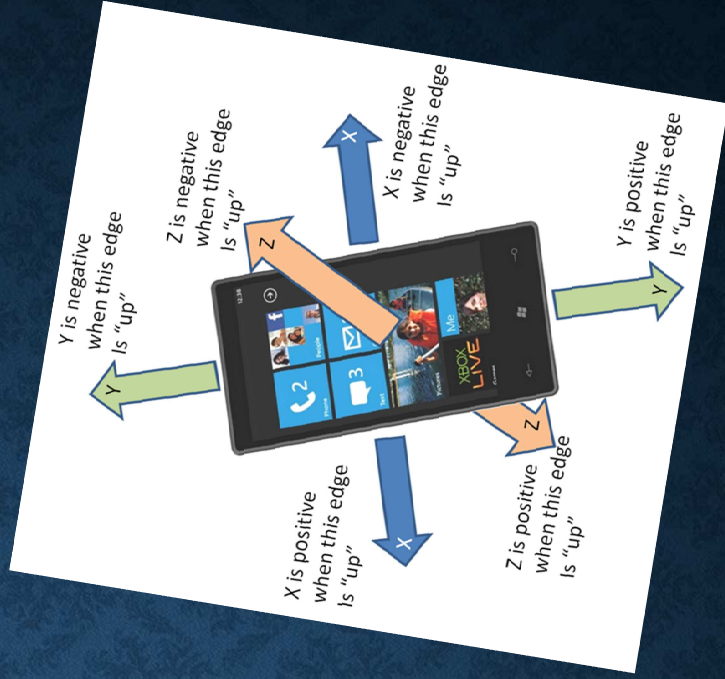 Y is negative
when this edge
Is “up”
Y
Z is negative
when this edge
Is “up”
Z
X is negative
when this edge
Is “up”
X
12:38
2
Phone
People
3
Text
Pictures
Me
XBOX
LIVE
Games
X is positive
when this edge
Is “up”
X
Z is positive
when this edge
Is “up”
Z
Y is positive
when this edge
Is “up”
Y